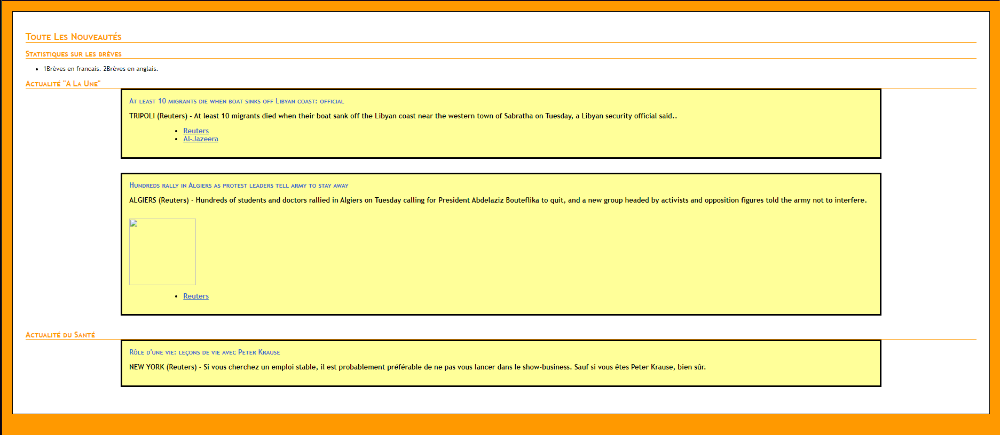 Toute Les Nouveautés
Statistiques sur les brèves
1Brèves en francais. 2Brèves en anglais.
Actualité "A La Une"
At least 10 migrants die when boat sinks off Libyan coast: official
TRIPOLI (Reuters) - At least 10 migrants died when their boat sank off the Libyan coast near the western town of Sabratha on Tuesday, a Libyan security official said..
Reuters
Al-Jazeera
Hundreds rally in Algiers as protest leaders tell army to stay away
ALGIERS (Reuters) - Hundreds of students and doctors rallied in Algiers on Tuesday calling for President Abdelaziz Bouteflika to quit, and a new group headed by activists and opposition figures told the army not to interfere.
Reuters
Actualité du Santé
Rôle d'une vie: leçons de vie avec Peter Krause
NEW YORK (Reuters) - Si vous cherchez un emploi stable, il est probablement préférable de ne pas vous lancer dans le show-business. Sauf si vous êtes Peter Krause, bien sûr.